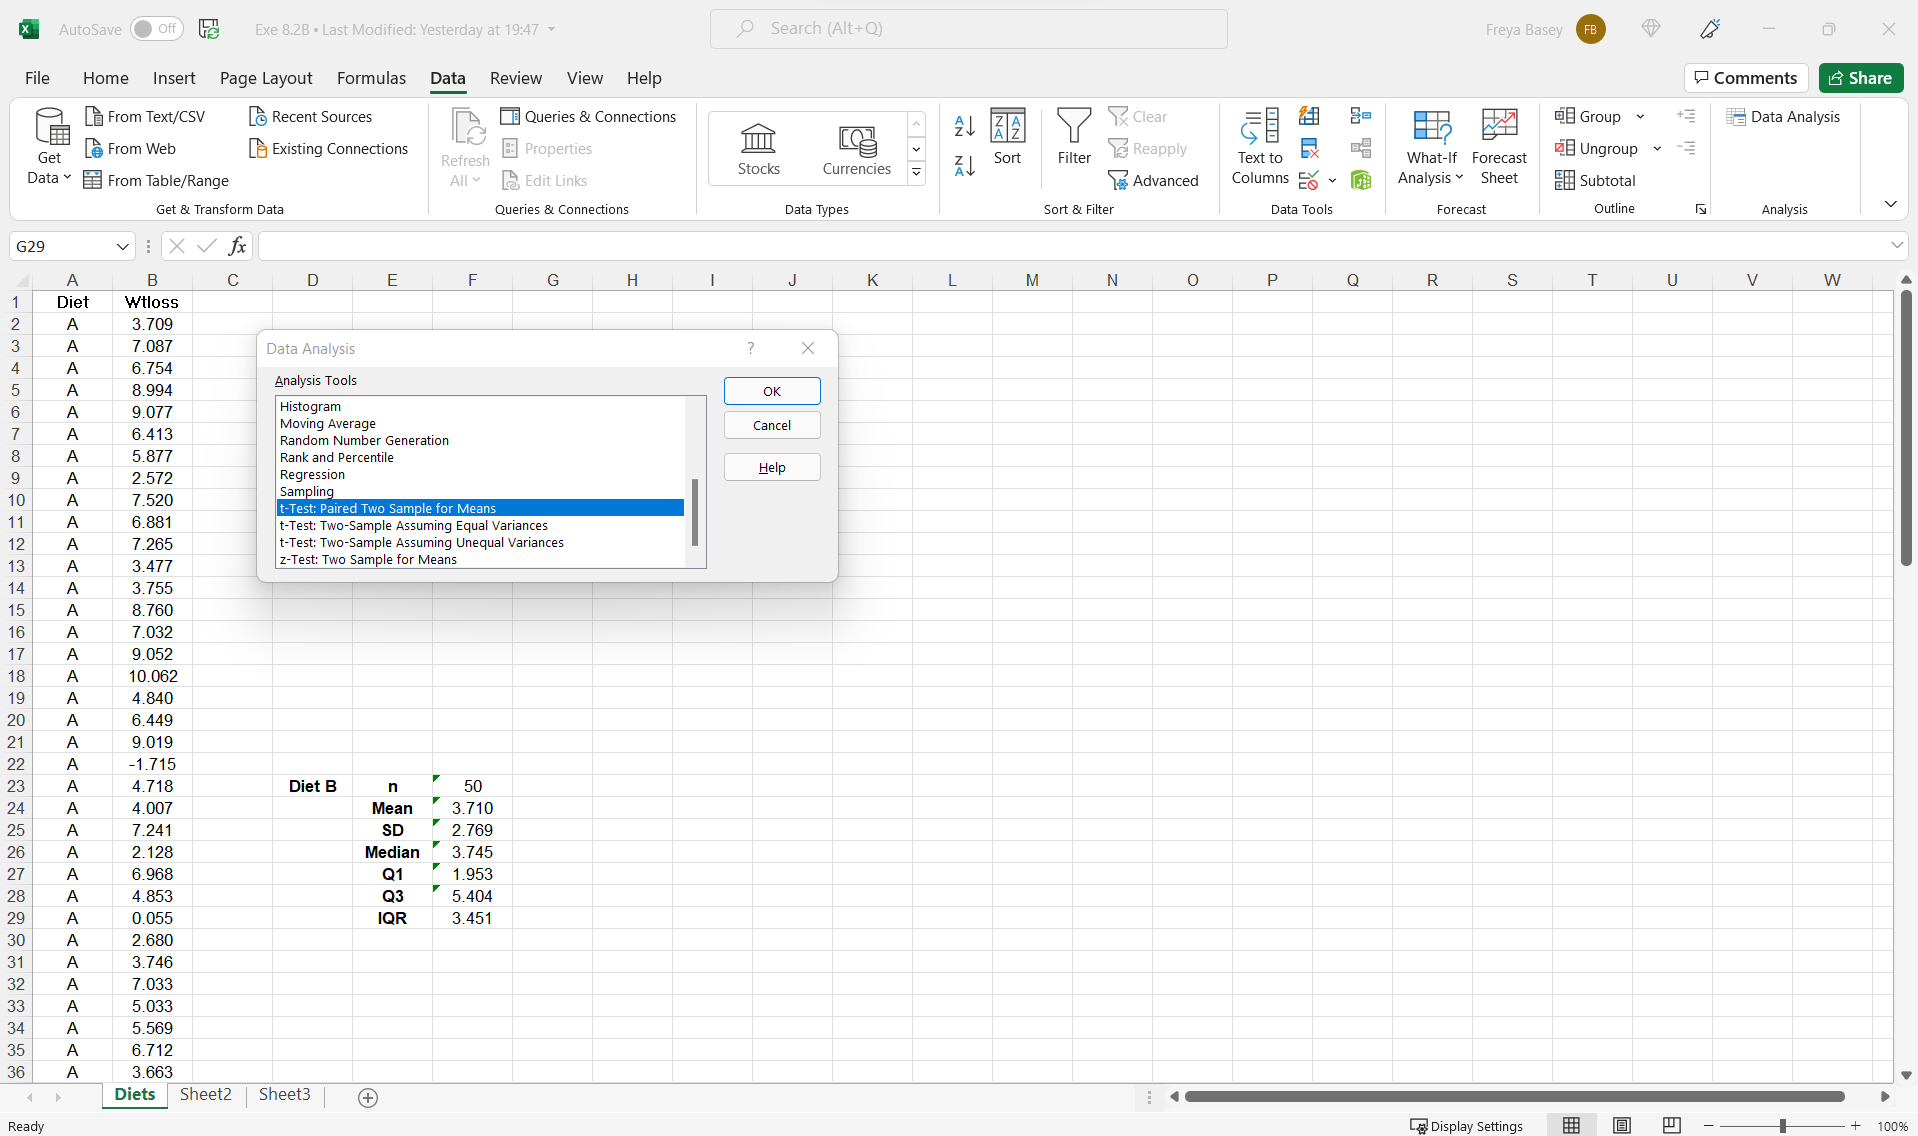 AutoSave Off Exe 8.2B • Last Modified: Yesterday at 19:47 Search (Alt+Q) Freya Basey FB
File Home Insert Page Layout Formulas Data Review View Help Comments Share
Get Data
From Text/CSV
From Web
From Table/Range
Recent Sources
Existing Connections
Get & Transform Data
Refresh All
Queries & Connections
Properties
Edit Links
Queries & Connections
Stocks
Currencies
Data Types
Sort
Filter
Clear
Reapply
Advanced
Sort & Filter
Text to Columns
Data Tools
What-If Analysis
Forecast Sheet
Forecast
Group
Ungroup
Subtotal
Outline
Data Analysis
Analysis
G29 fx
A B C D E F G H I J K L M N O P Q R S T U V W
1 Diet Wtloss
2 A 3.709
3 A 7.087
4 A 6.754
5 A 8.994
6 A 9.077
7 A 6.413
8 A 5.877
9 A 2.572
10 A 7.520
11 A 6.881
12 A 7.265
13 A 3.477
14 A 3.755
15 A 8.760
16 A 7.032
17 A 9.052
18 A 10.062
19 A 4.840
20 A 6.449
21 A 9.019
22 A -1.715
23 A 4.718 Diet B n 50
24 A 4.007 Mean 3.710
25 A 7.241 SD 2.769
26 A 2.128 Median 3.745
27 A 6.968 Q1 1.953
28 A 4.853 Q3 5.404
29 A 0.055 IQR 3.451
30 A 2.680
31 A 3.746
32 A 7.033
33 A 5.033
34 A 5.569
35 A 6.712
36 A 3.663
Data Analysis ?
Analysis Tools
Histogram
Moving Average
Random Number Generation
Rank and Percentile
Regression
Sampling
t-Test: Paired Two Sample for Means
t-Test: Two-Sample Assuming Equal Variances
t-Test: Two-Sample Assuming Unequal Variances
z-Test: Two Sample for Means
OK
Cancel
Help
Diets Sheet2 Sheet3
Ready Display Settings 100%